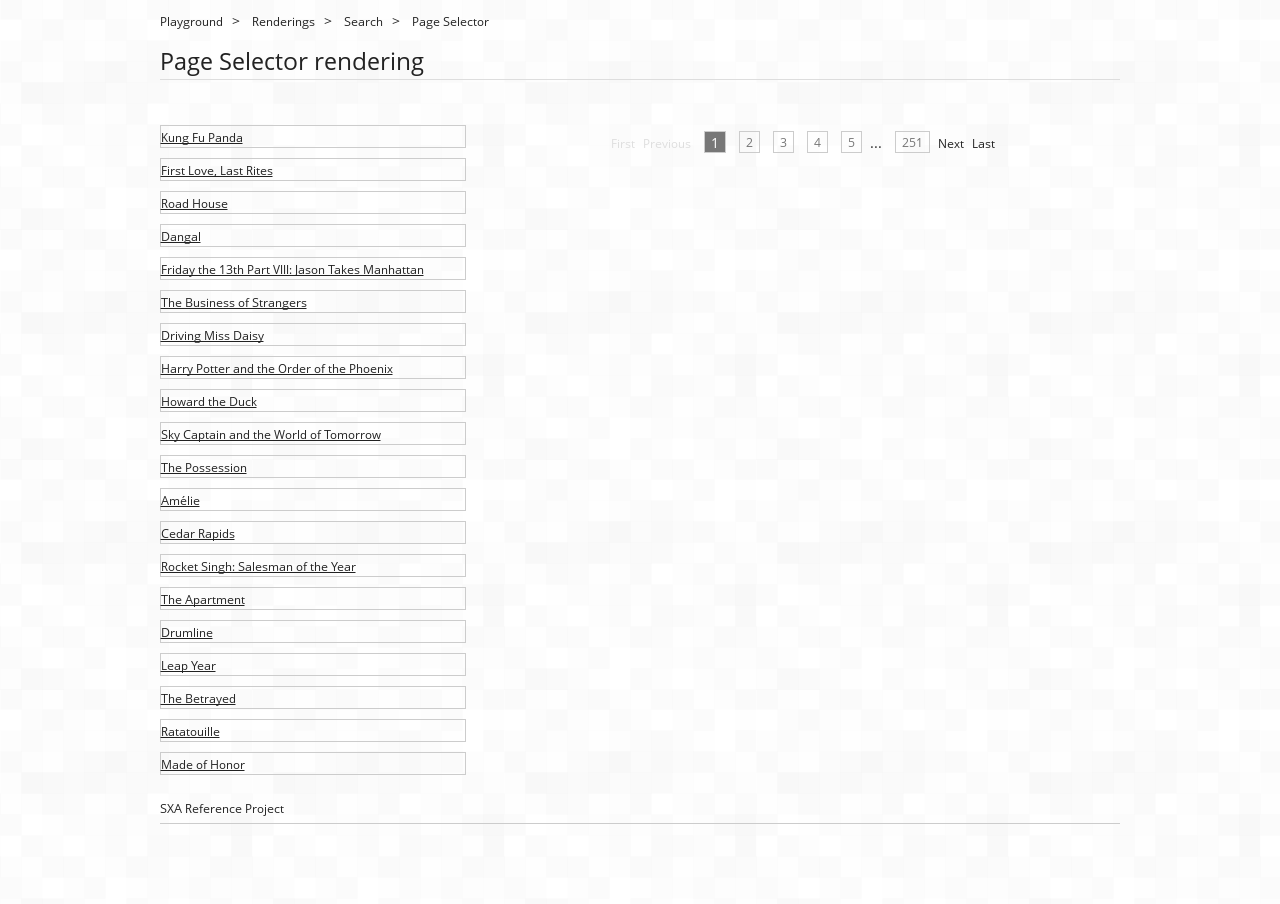 Playground > Renderings > Search > Page Selector
Page Selector rendering
Kung Fu Panda
First Love, Last Rites
Road House
Dangal
Friday the 13th Part VIII: Jason Takes Manhattan
The Business of Strangers
Driving Miss Daisy
Harry Potter and the Order of the Phoenix
Howard the Duck
Sky Captain and the World of Tomorrow
The Possession
Amélie
Cedar Rapids
Rocket Singh: Salesman of the Year
The Apartment
Drumline
Leap Year
The Betrayed
Ratatouille
Made of Honor
First Previous 1 2 3 4 5 ... 251 Next Last
SXA Reference Project